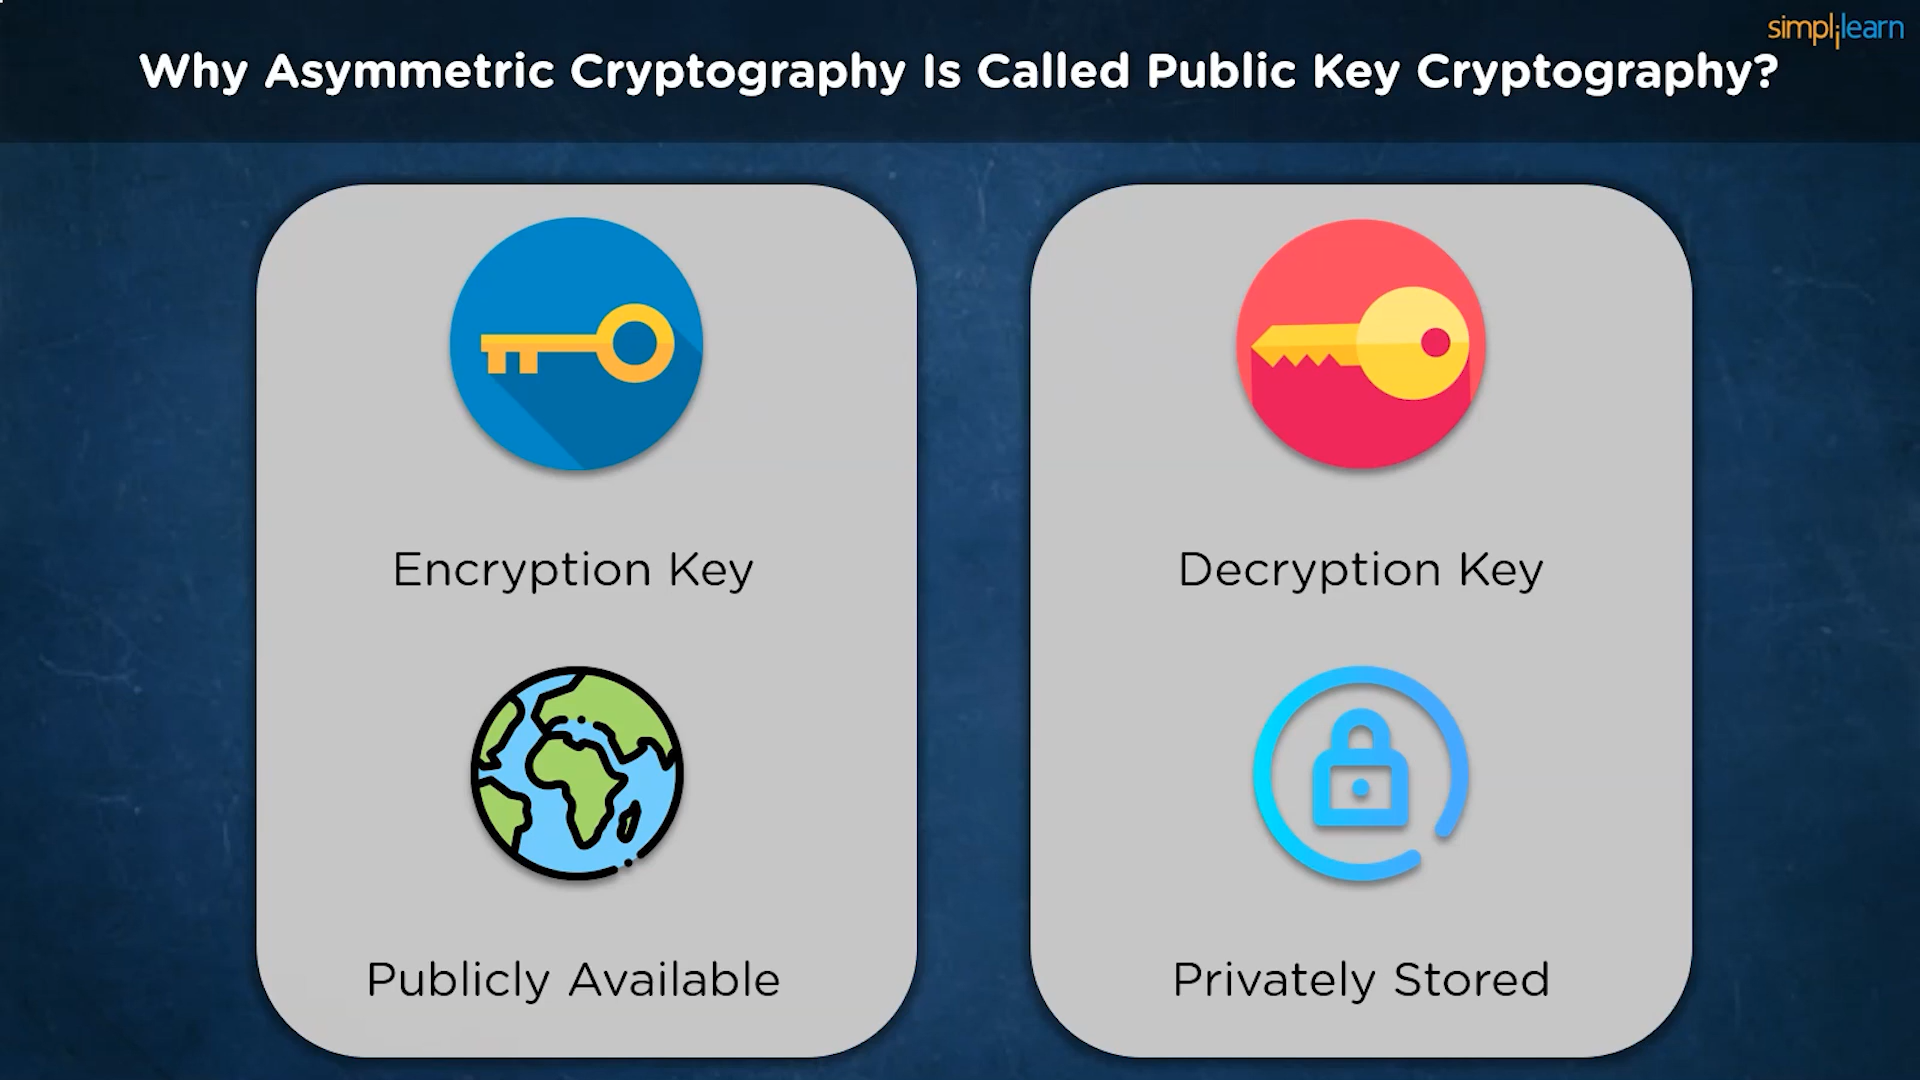 simplilearn
Why Asymmetric Cryptography Is Called Public Key Cryptography?
Encryption Key
Decryption Key
Publicly Available
Privately Stored